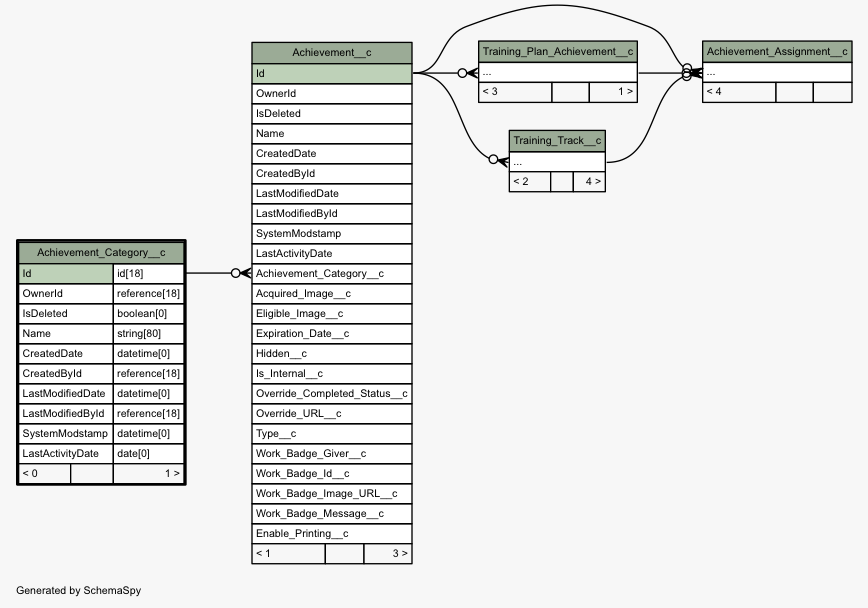 Achievement__c
Id
OwnerId
IsDeleted
Name
CreatedDate
CreatedById
LastModifiedDate
LastModifiedById
SystemModstamp
LastActivityDate
Achievement_Category__c
Acquired_Image__c
Eligible_Image__c
Expiration_Date__c
Hidden__c
Is_Internal__c
Override_Completed_Status__c
Override_URL__c
Type__c
Work_Badge_Giver__c
Work_Badge_Id__c
Work_Badge_Image_URL__c
Work_Badge_Message__c
Enable_Printing__c
< 1 3 >
Training_Plan_Achievement__c
...
< 3 1 >
Achievement_Assignment__c
...
< 4
Training_Track__c
...
< 2 4 >
Achievement_Category__c
Id id[18]
OwnerId reference[18]
IsDeleted boolean[0]
Name string[80]
CreatedDate datetime[0]
CreatedById reference[18]
LastModifiedDate datetime[0]
LastModifiedById reference[18]
SystemModstamp datetime[0]
LastActivityDate date[0]
< 0 1 >
Generated by SchemaSpy